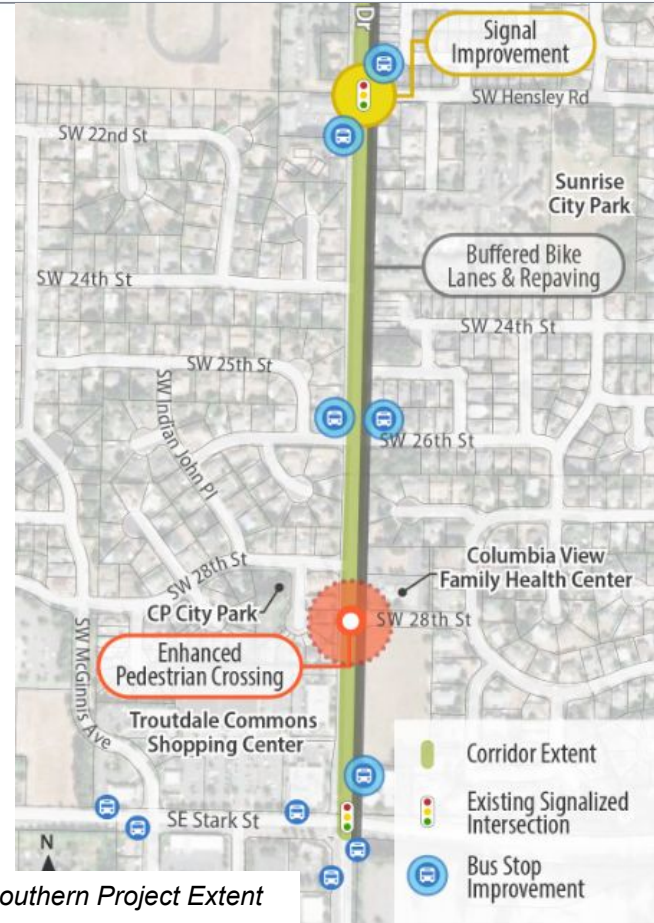 Dr
Signal
Improvement
SW Hensley Rd
SW 22nd St
Sunrise
City Park
Buffered Bike
Lanes & Repaving
SW 24th St
SW 24th St
SW 25th St
SW Indian John Pl
SW 26th St
Columbia View
Family Health Center
SW 28th St
CP City Park
SW 28th St
Enhanced
Pedestrian Crossing
SW McGinnis Ave
Troutdale Commons
Shopping Center
Corridor Extent
Existing Signalized
Intersection
SE Stark St
Bus Stop
Improvement
N
outhern Project Extent